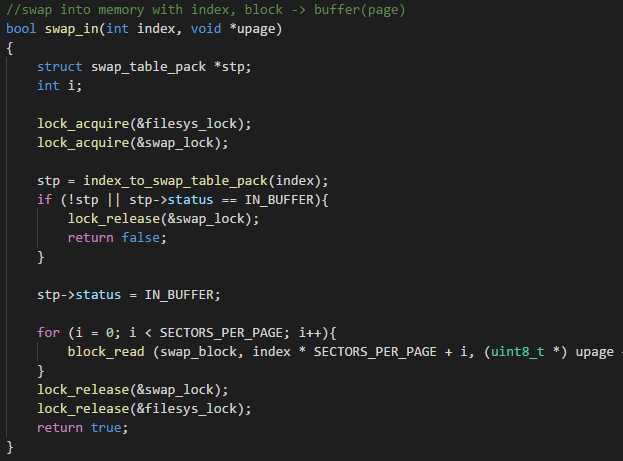 //swap into memory with index, block -> buffer(page)
bool swap_in(int index, void *upage)
{
    struct swap_table_pack *stp;
    int i;

    lock_acquire(&filesys_lock);
    lock_acquire(&swap_lock);

    stp = index_to_swap_table_pack(index);
    if (!stp || stp->status == IN_BUFFER){
        lock_release(&swap_lock);
        return false;
    }

    stp->status = IN_BUFFER;

    for (i = 0; i < SECTORS_PER_PAGE; i++){
        block_read (swap_block, index * SECTORS_PER_PAGE + i, (uint8_t *) upage
    }
    lock_release(&swap_lock);
    lock_release(&filesys_lock);
    return true;
}